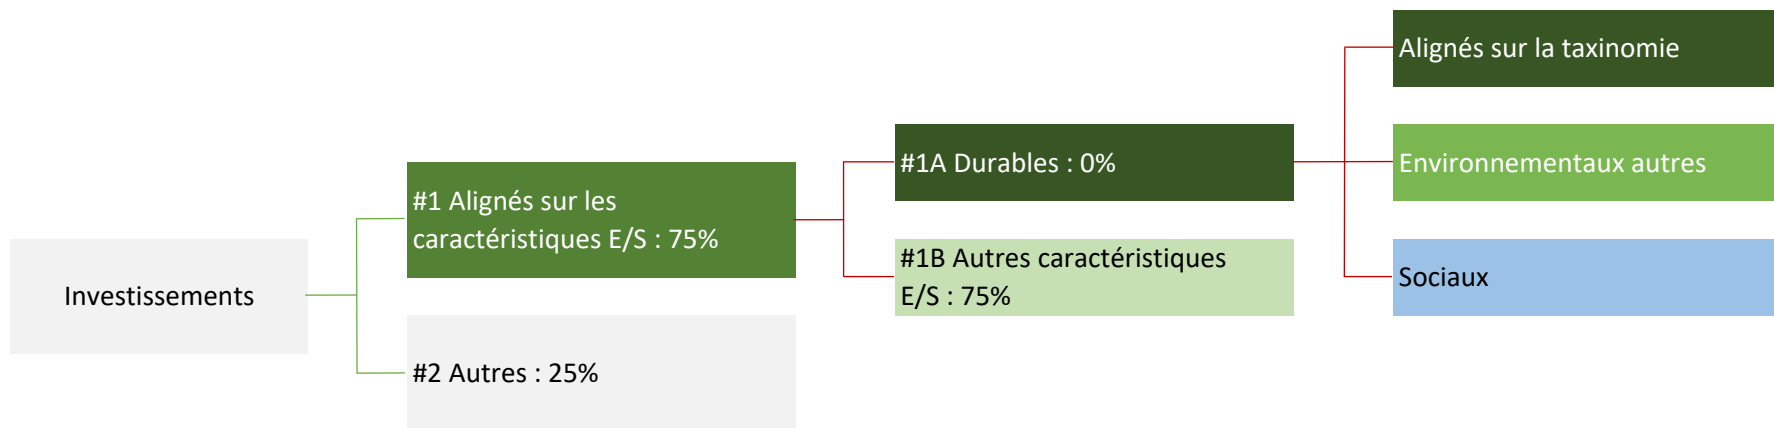 Investissements
#1 Alignés sur les
caractéristiques E/S : 75%
#2 Autres : 25%
#1A Durables : 0%
#1B Autres caractéristiques
E/S : 75%
Alignés sur la taxinomie
Environnementaux autres
Sociaux